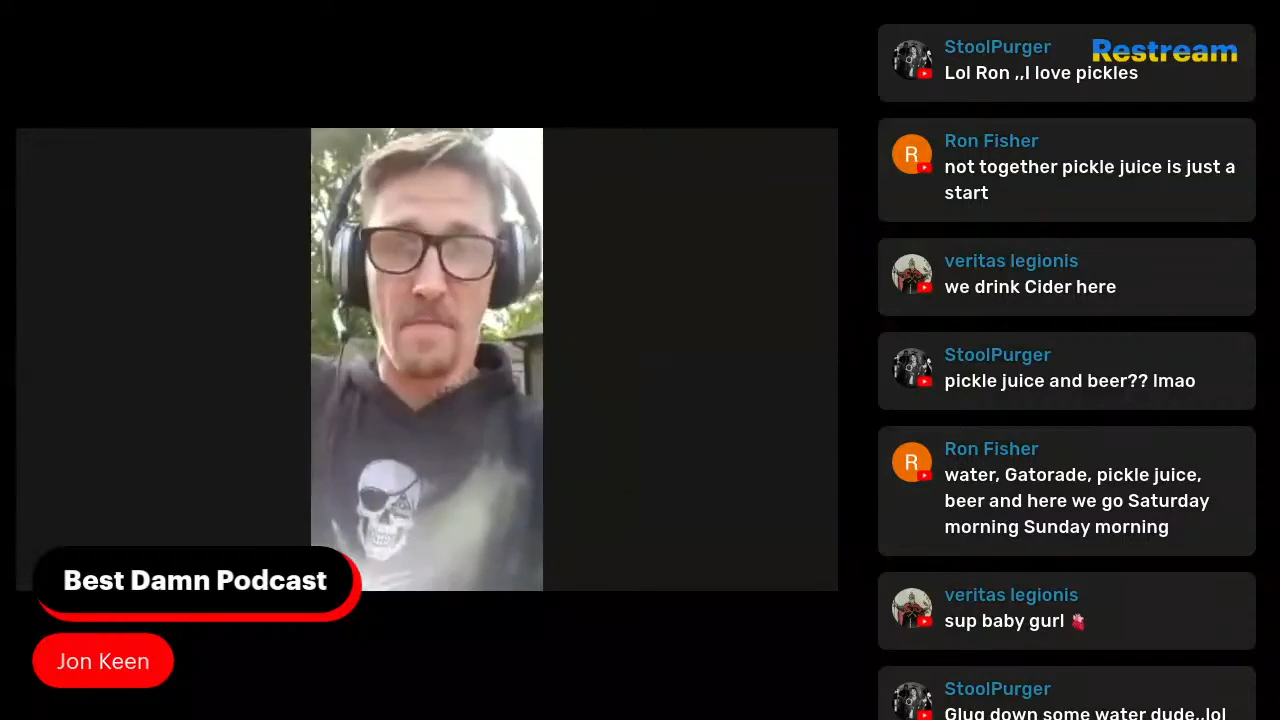 StoolPurger
Restream
Lol Ron ,,I love pickles
R
Ron Fisher
not together pickle juice is just a
start
veritas legionis
we drink Cider here
StoolPurger
pickle juice and beer?? lmao
R
Ron Fisher
water, Gatorade, pickle juice,
beer and here we go Saturday
morning Sunday morning
veritas legionis
sup baby gurl 🫀
StoolPurger
Glug down some water dude,,lol
Best Damn Podcast
Jon Keen